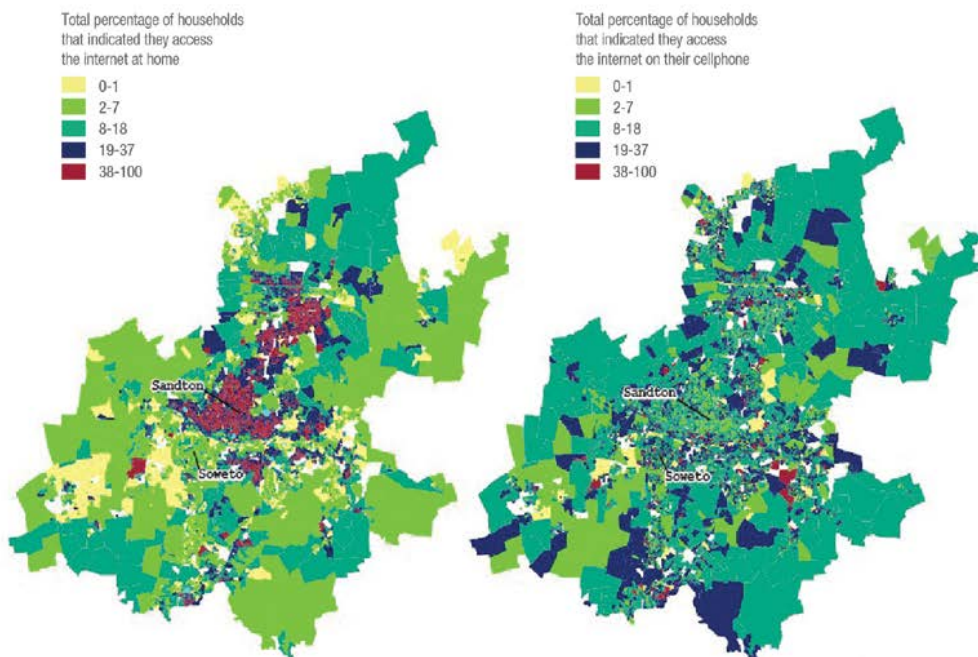 Total percentage of households
that indicated they access
the internet at home
0-1
2-7
8-18
19-37
38-100
Sandton
Soweto
Total percentage of households
that indicated they access
the internet on their cellphone
0-1
2-7
8-18
19-37
38-100
Sandton
Soweto